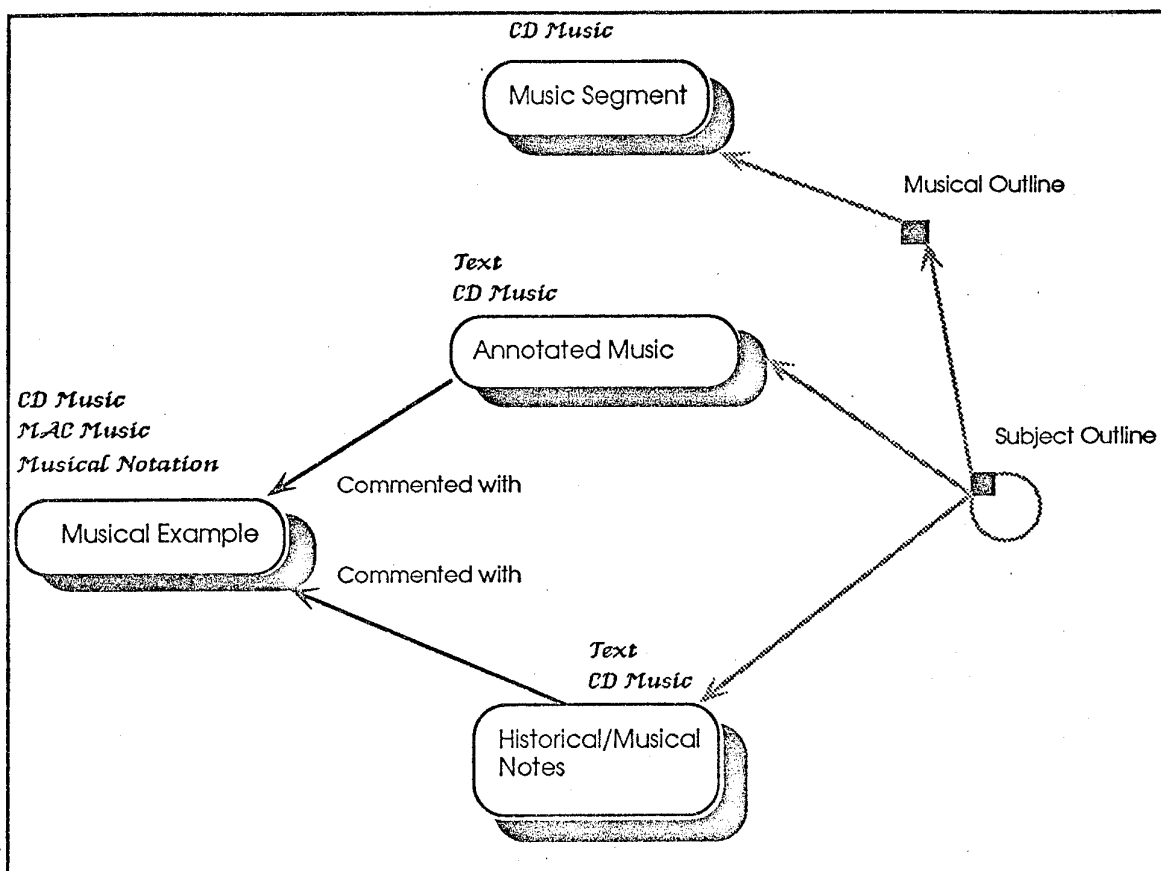 CD Music
Music Segment
Musical Outline
Text
CD Music
Annotated Music
CD Music
MAC Music
Musical Notation
Subject Outline
Commented with
Musical Example
Commented with
Text
CD Music
Historical/Musical
Notes